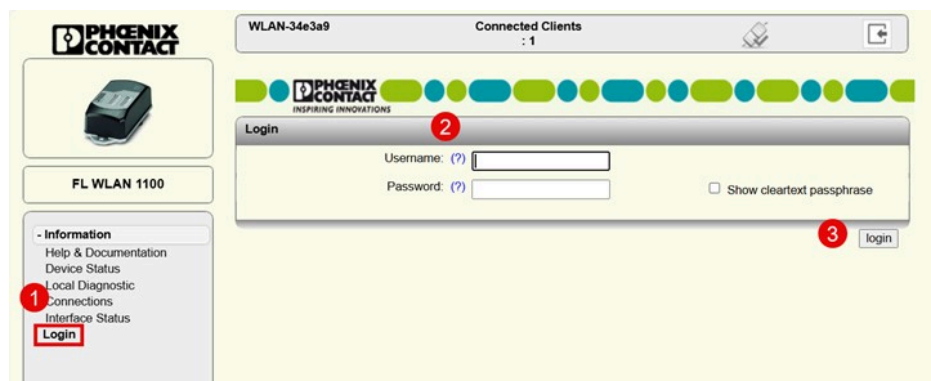 PHŒNIX
CONTACT
FL WLAN 1100
- Information
Help & Documentation
Device Status
Local Diagnostic
1
Connections
Interface Status
Login
WLAN-34e3a9
Connected Clients
: 1
PHŒNIX
CONTACT
INSPIRING INNOVATIONS
Login
2
Username: (?)
Password: (?)
Show cleartext passphrase
3
login